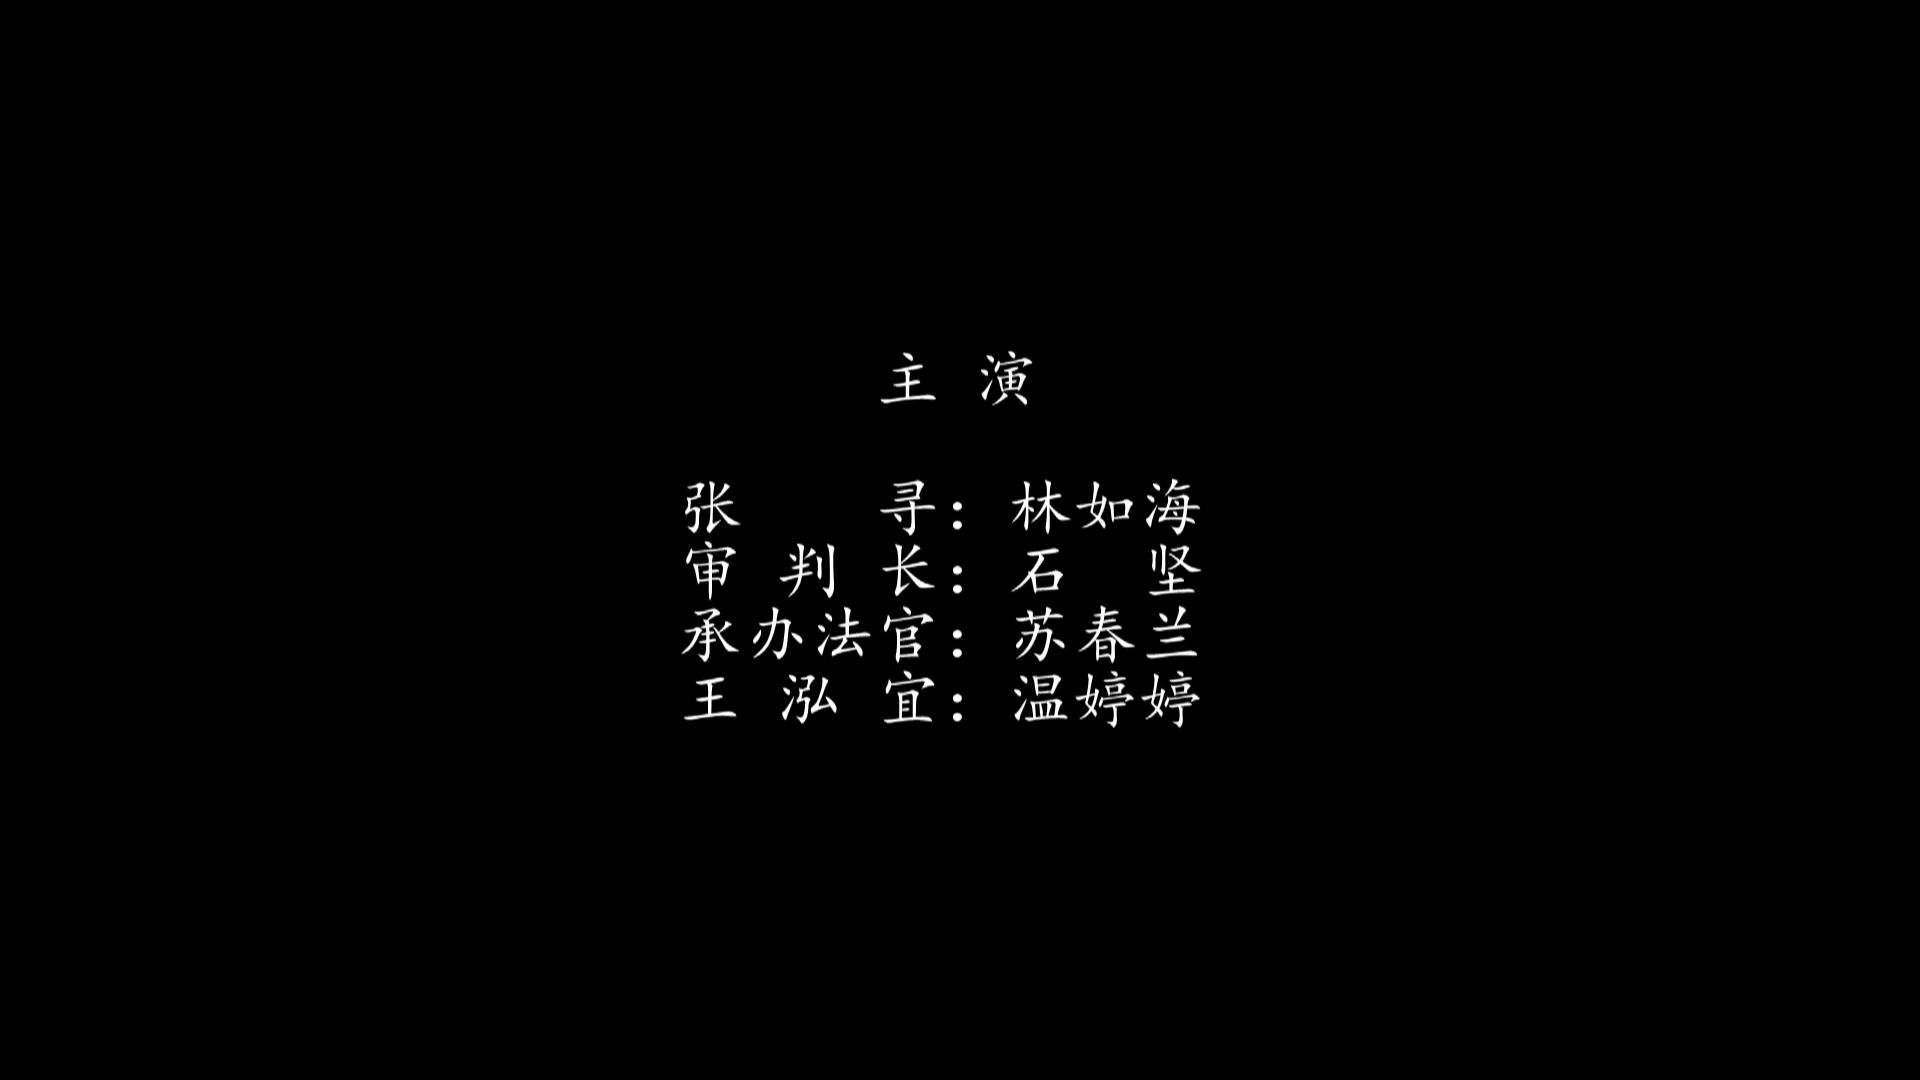 主 演
张 寻：林如海
审 判 长：石 坚
承办法官：苏春兰
王 泓 宜：温婷婷